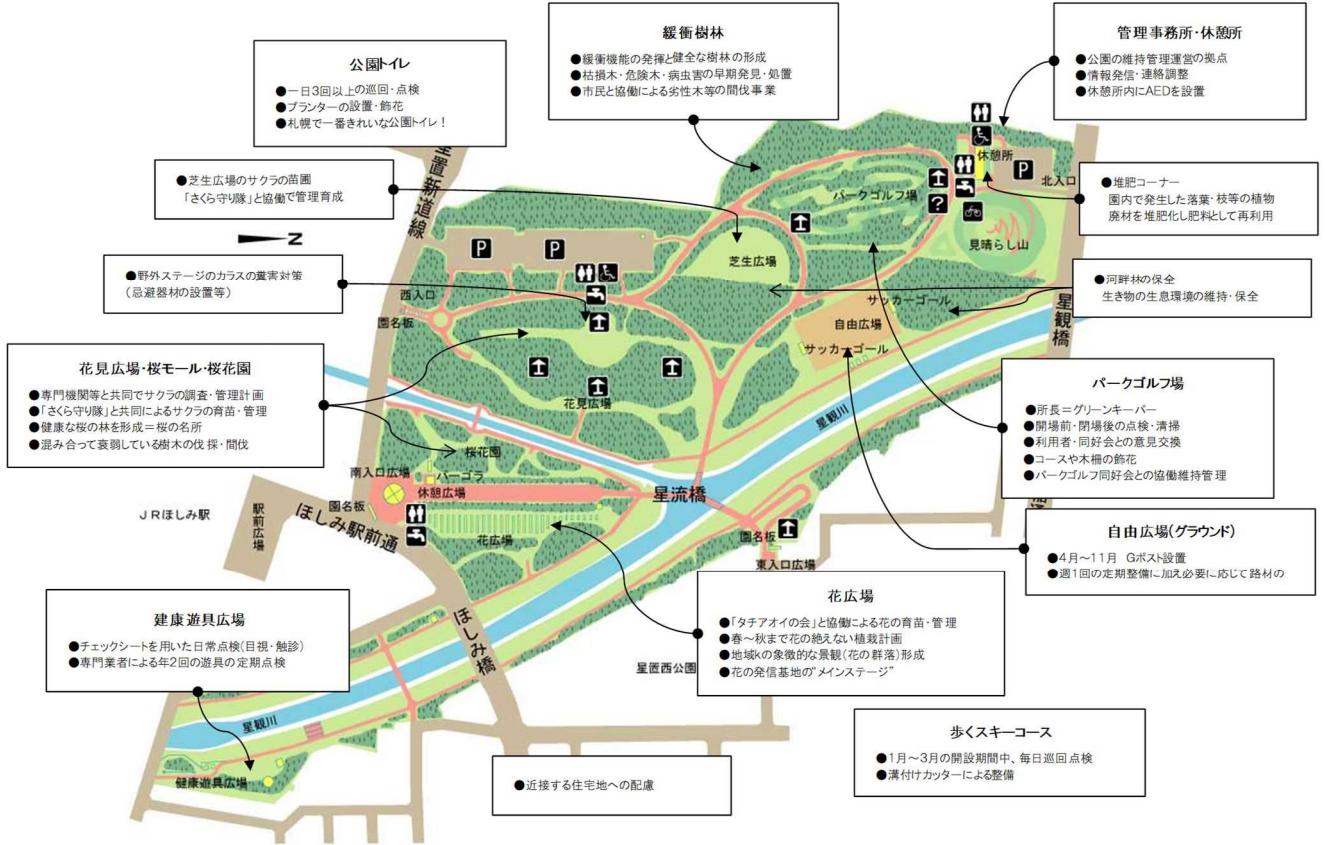 緩衝樹林
●緩衝機能の発揮と健全な樹林の形成
●枯損木・危険木・病虫害の早期発見・処置
●市民と協働による劣性木等の間伐事業
管理事務所・休憩所
●公園の維持管理運営の拠点
●情報発信・連絡調整
●休憩所内にAEDを設置
公園トイレ
●一日3回以上の巡回・点検
●プランターの設置・飾花
●札幌で一番きれいな公園トイレ！
●芝生広場のサクラの苗圃
「さくら守り隊」と協働で管理育成
●堆肥コーナー
園内で発生した落葉・枝等の植物
廃材を堆肥化し肥料として再利用
●野外ステージのカラスの糞害対策
（忌避器材の設置等）
●河畔林の保全
生き物の生息環境の維持・保全
花見広場・桜モール・桜花園
●専門機関等と共同でサクラの調査・管理計画
●「さくら守り隊」と共同によるサクラの育苗・管理
●健康な桜の林を形成＝桜の名所
●混み合って衰弱している樹木の伐採・間伐
パークゴルフ場
●所長＝グリーンキーパー
●開場前・閉場後の点検・清掃
●利用者・同好会との意見交換
●コースや木柵の飾花
●パークゴルフ同好会との協働維持管理
自由広場（グラウンド）
●4月～11月 Gポスト設置
●週1回の定期整備に加え必要に応じて路材の
花広場
●「タチアオイの会」と協働による花の育苗・管理
●春～秋まで花の絶えない植栽計画
●地域kの象徴的な景観（花の群落）形成
●花の発信基地の“メインステージ”
健康遊具広場
●チェックシートを用いた日常点検（目視・触診）
●専門業者による年2回の遊具の定期点検
歩くスキーコース
●1月～3月の開設期間中、毎日巡回点検
●溝付けカッターによる整備
●近接する住宅地への配慮
星置新道線
N
P
P
P
?
休憩所
北入口
パークゴルフ場
見晴らし山
芝生広場
サッカーゴール
自由広場
サッカーゴール
星観橋
西入口
園名板
花見広場
星観川
桜花園
パーゴラ
南入口広場
休憩広場
園名板
星流橋
JRほしみ駅
駅前広場
ほしみ駅前通
花広場
園名板
東入口広場
ほしみ橋
星置西公園
星観川
健康遊具広場